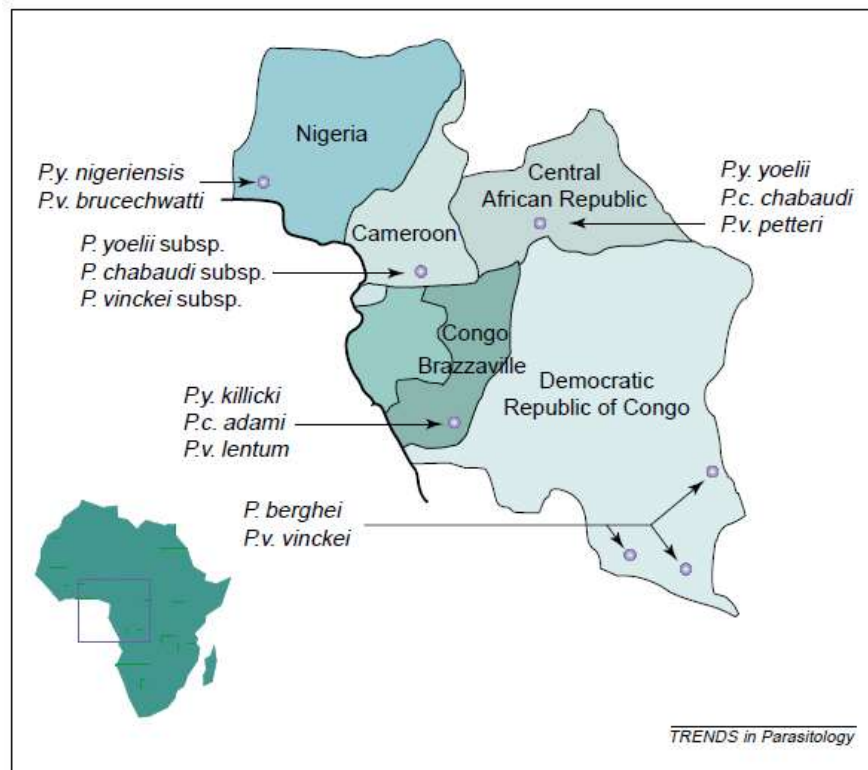 Nigeria
P.y. nigeriensis
P.v. brucechwatti
Central
African Republic
P.y. yoelii
P.c. chabaudi
P.v. petteri
Cameroon
P. yoelii subsp.
P. chabaudi subsp.
P. vinckei subsp.
Congo
Brazzaville
Democratic
Republic of Congo
P.y. killicki
P.c. adami
P.v. lentum
P. berghei
P.v. vinckei
TRENDS in Parasitology